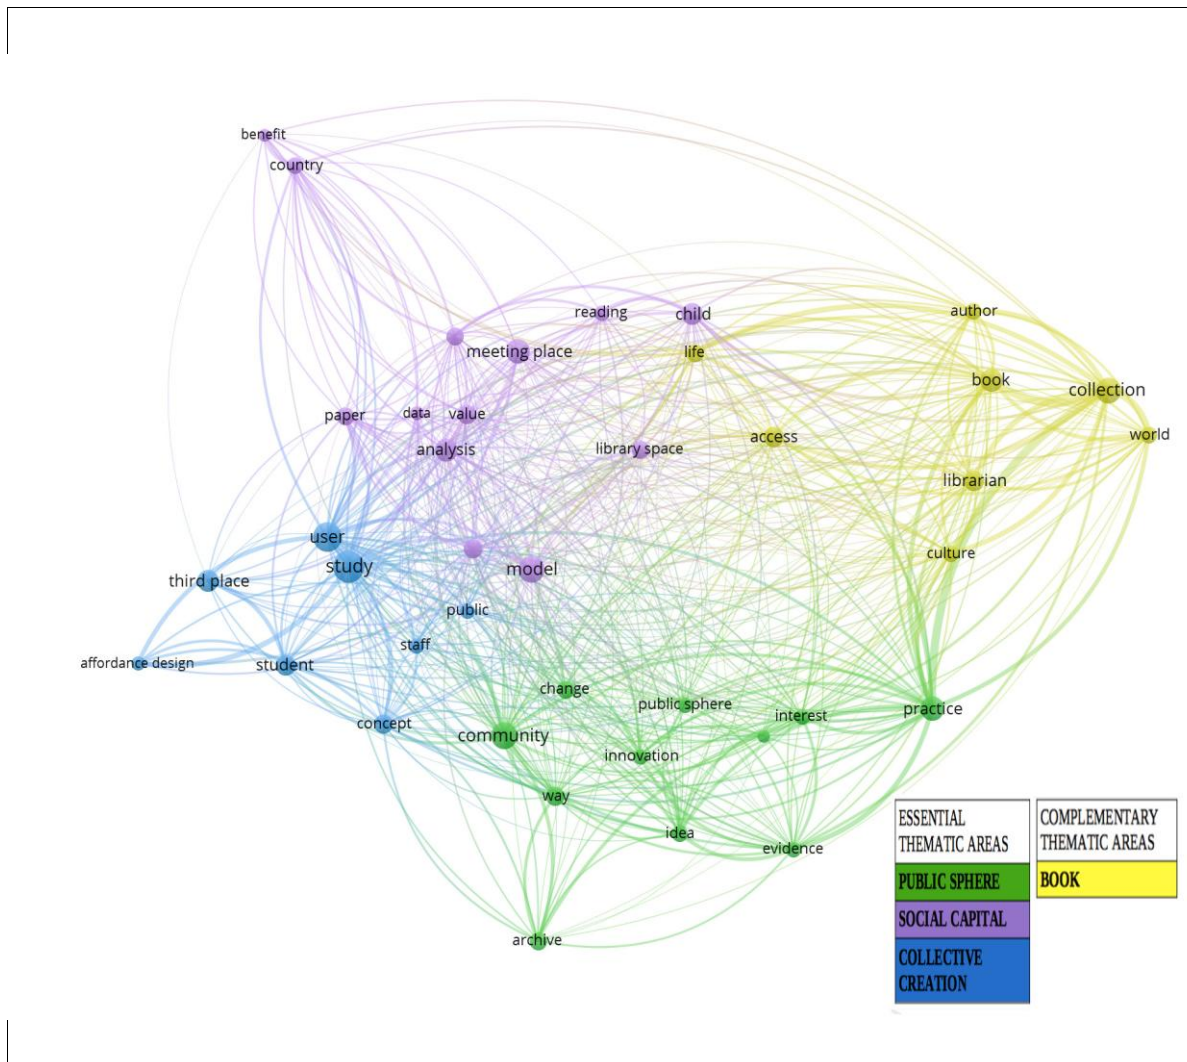 benefit
country
reading
child
author
meeting place
life
book
collection
paper
data
value
access
world
analysis
library space
librarian
user
culture
study
model
third place
public
staff
affordance design
student
change
public sphere
practice
concept
interest
community
innovation
way
idea
evidence
archive
ESSENTIAL
THEMATIC AREAS
PUBLIC SPHERE
SOCIAL CAPITAL
COLLECTIVE
CREATION
COMPLEMENTARY
THEMATIC AREAS
BOOK